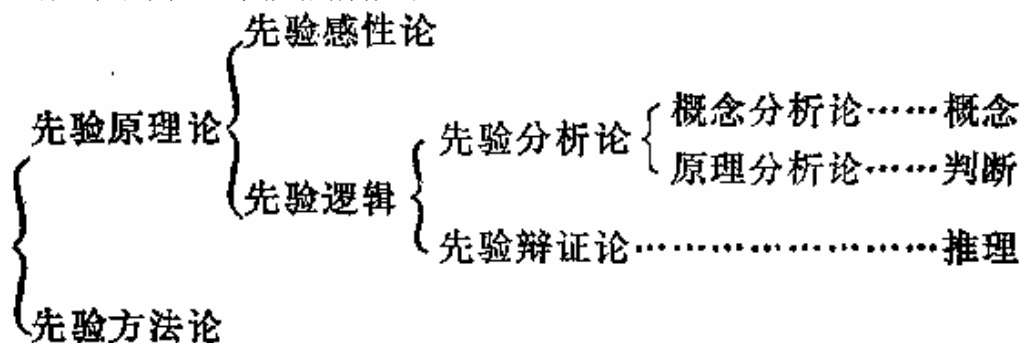 先验感性论
先验原理论
概念分析论……概念
先验分析论
原理分析论……判断
先验逻辑
先验辩证论……………………推理
先验方法论